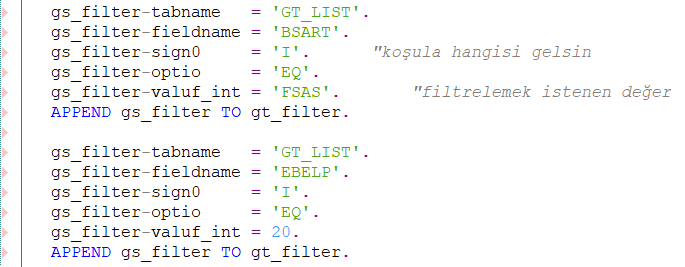 gs_filter-tabname   = 'GT_LIST'.
gs_filter-fieldname = 'BSART'.
gs_filter-sign0     = 'I'.      "koşula hangisi gelsin
gs_filter-optio     = 'EQ'.
gs_filter-valuf_int = 'FSAS'.       "filtrelemek istenen değer
APPEND gs_filter TO gt_filter.

gs_filter-tabname   = 'GT_LIST'.
gs_filter-fieldname = 'EBELP'.
gs_filter-sign0     = 'I'.
gs_filter-optio     = 'EQ'.
gs_filter-valuf_int = 20.
APPEND gs_filter TO gt_filter.